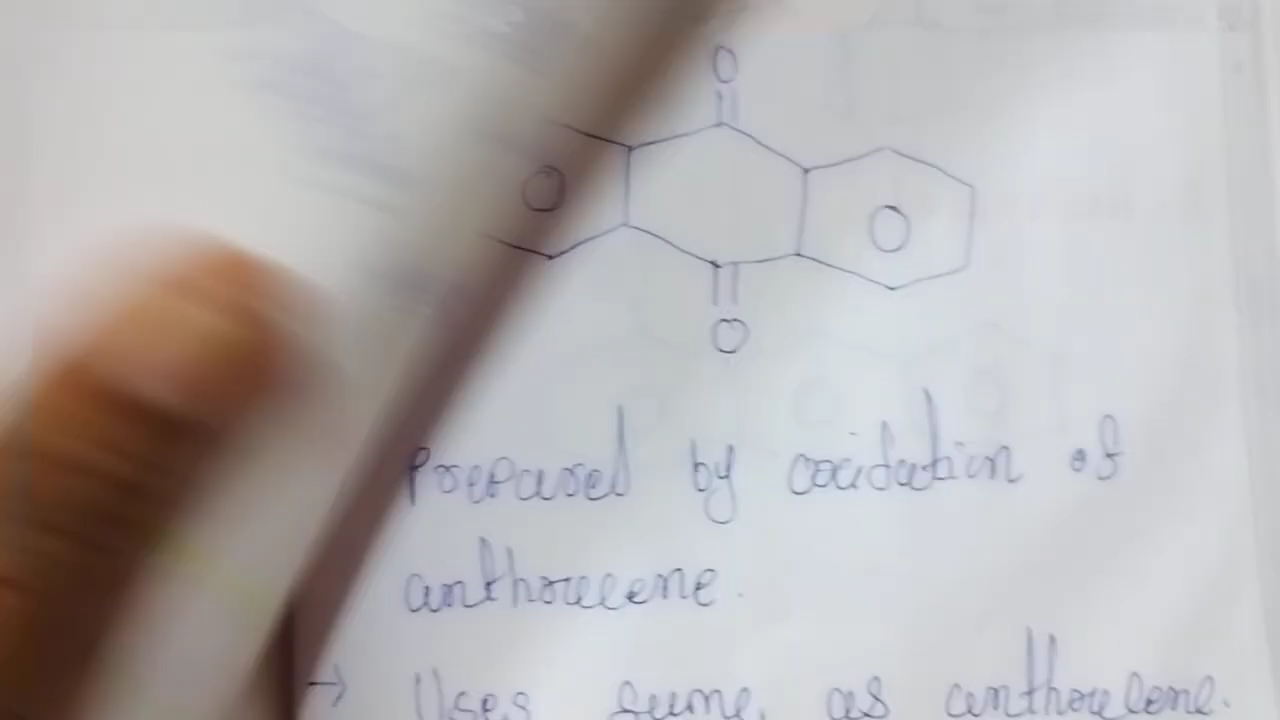 O
O
O
O
Prepared by oxidation of
anthracene.
→ Uses same as anthracene.